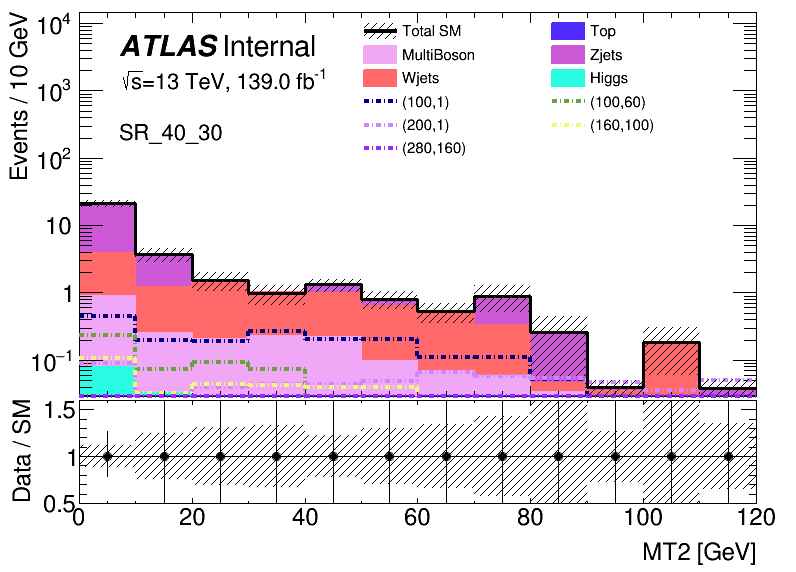 ATLAS Internal
√s=13 TeV, 139.0 fb⁻¹
SR_40_30
Total SM
Top
MultiBoson
Zjets
Wjets
Higgs
(100,1)
(100,60)
(200,1)
(160,100)
(280,160)
Events / 10 GeV
10⁴
10³
10²
10
1
10⁻¹
Data / SM
1.5
1
0.5
0 20 40 60 80 100 120
MT2 [GeV]